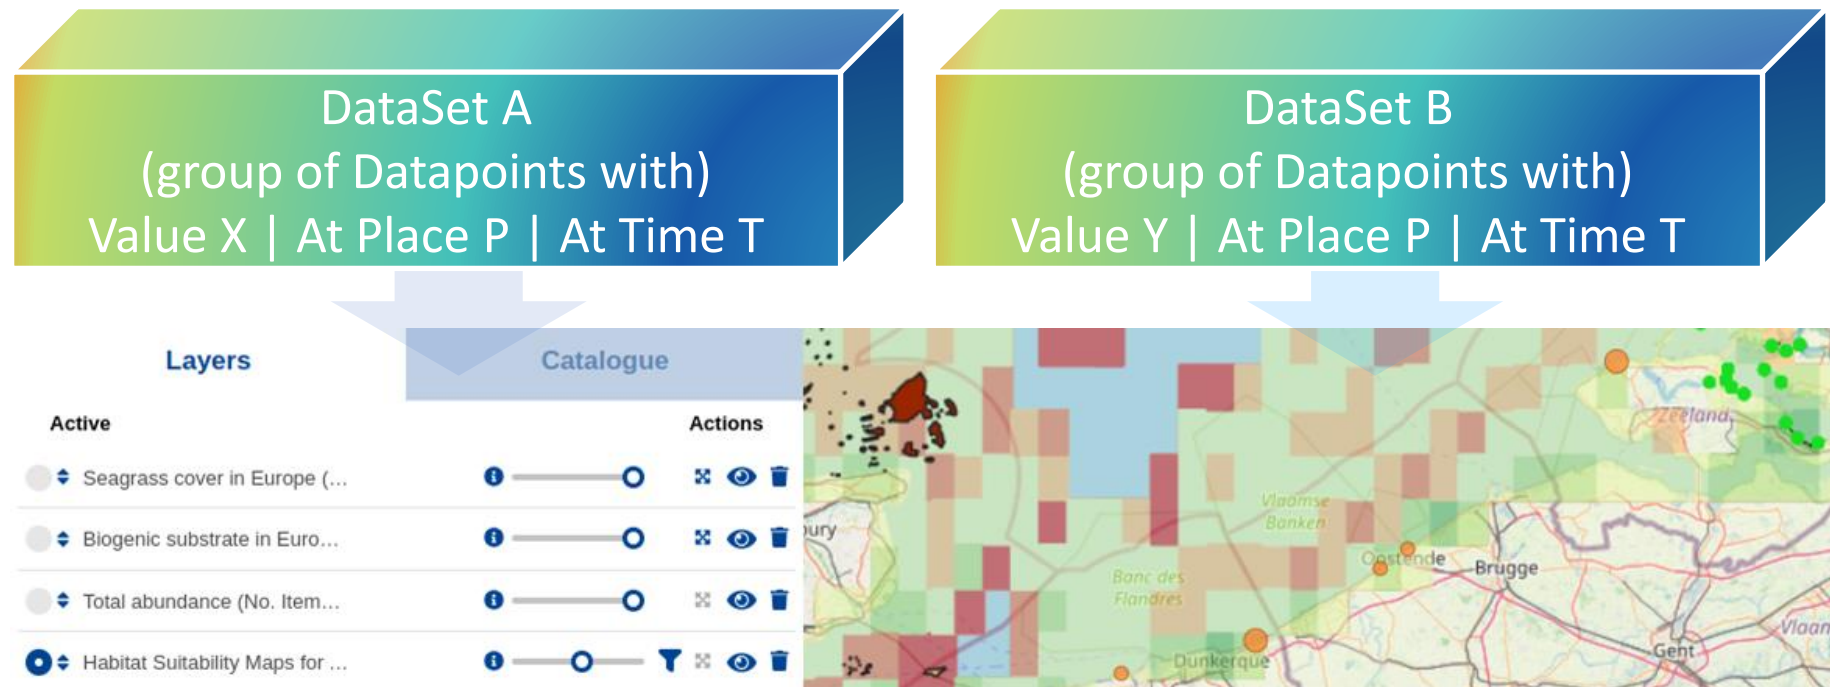 DataSet A
(group of Datapoints with)
Value X | At Place P | At Time T
DataSet B
(group of Datapoints with)
Value Y | At Place P | At Time T
Layers
Catalogue
Active
Actions
Seagrass cover in Europe (...
Biogenic substrate in Euro...
Total abundance (No. Item...
Habitat Suitability Maps for ...
Zeeland
bury
Vlaamse
Banken
Oostende
Brugge
Banc des
Flandres
Vlaan
Gent
Dunkerque